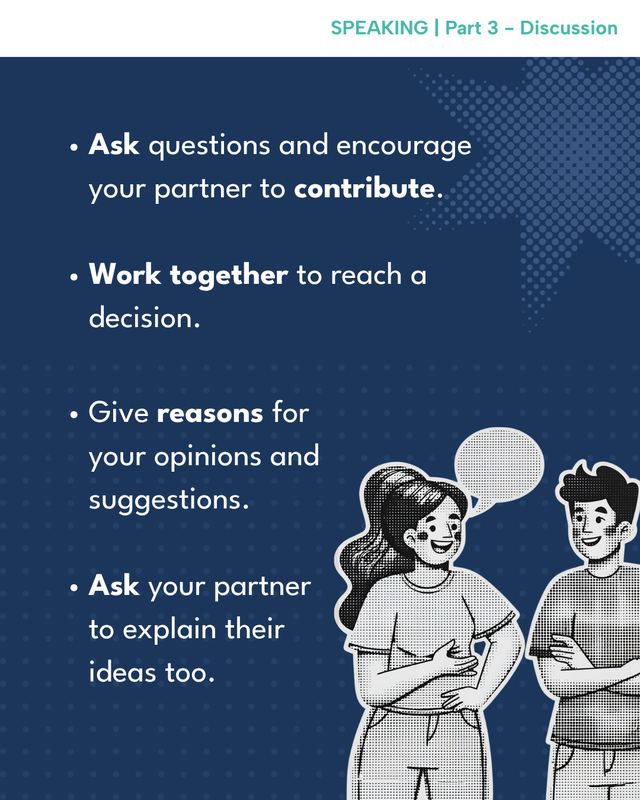 SPEAKING | Part 3 – Discussion
• Ask questions and encourage
your partner to contribute.
• Work together to reach a
decision.
• Give reasons for
your opinions and
suggestions.
• Ask your partner
to explain their
ideas too.